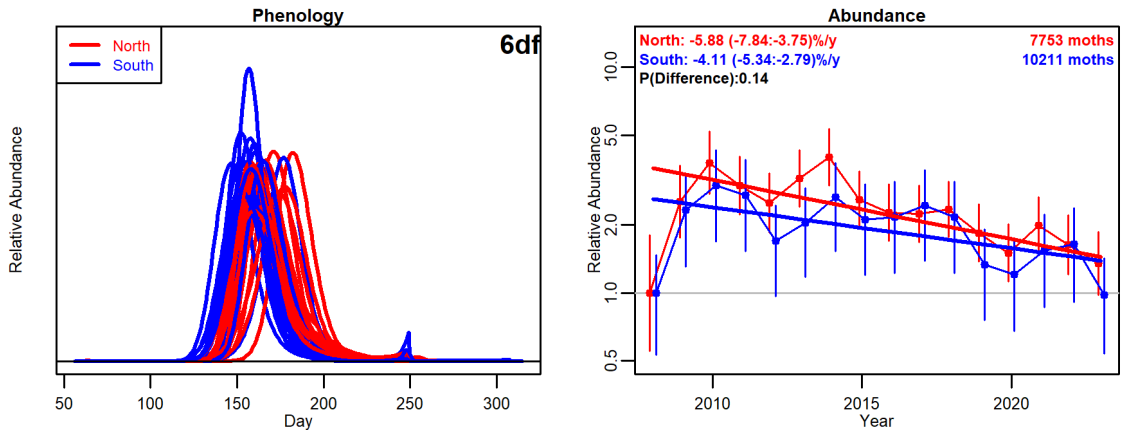 Phenology
North
South
6df
Relative Abundance
50 100 150 200 250 300
Day
Abundance
North: -5.88 (-7.84:-3.75)%/y 7753 moths
South: -4.11 (-5.34:-2.79)%/y 10211 moths
P(Difference):0.14
Relative Abundance
10.0
5.0
2.0
1.0
0.5
2010 2015 2020
Year